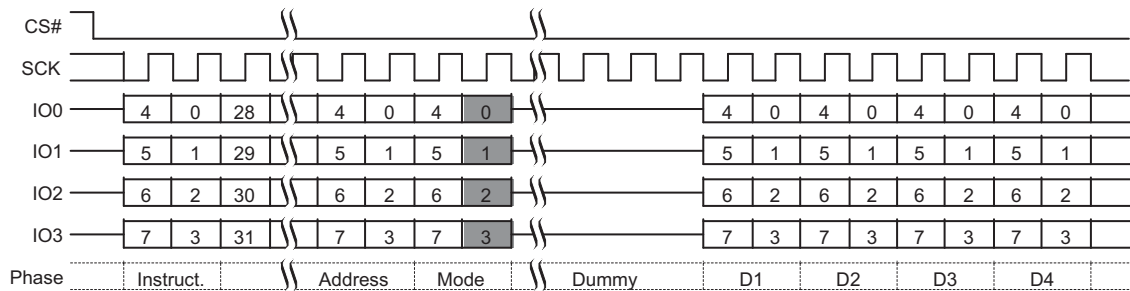 CS#
SCK
IO0 4 0 28 4 0 4 0 4 0 4 0 4 0 4 0
IO1 5 1 29 5 1 5 1 5 1 5 1 5 1 5 1
IO2 6 2 30 6 2 6 2 6 2 6 2 6 2 6 2
IO3 7 3 31 7 3 7 3 7 3 7 3 7 3 7 3
Phase Instruct. Address Mode Dummy D1 D2 D3 D4